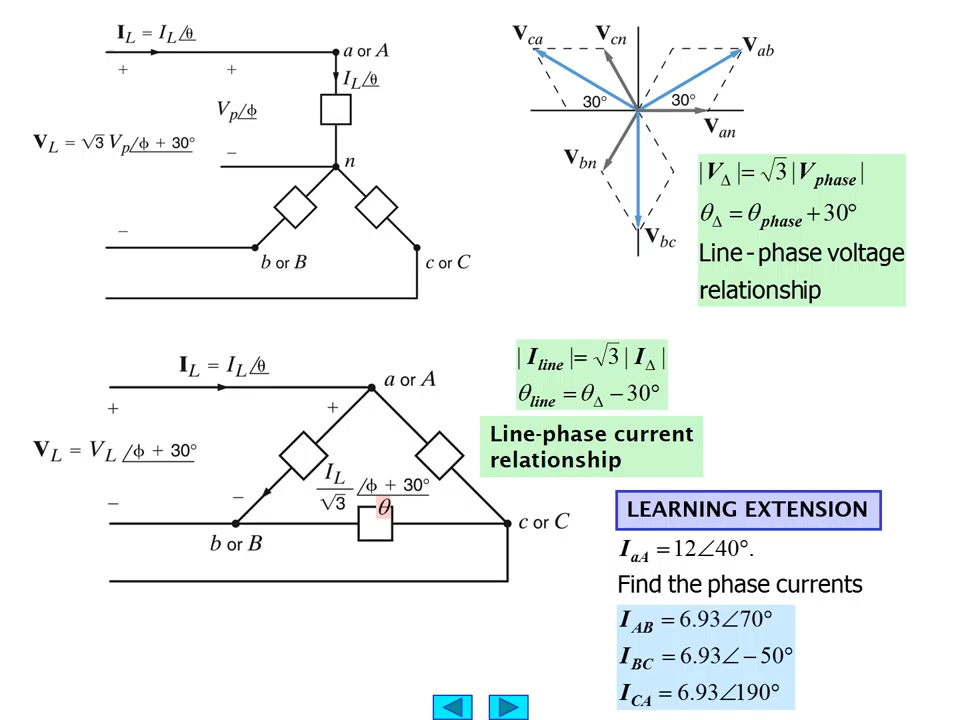 I_L = I_L/θ
a or A
+
+
I_L/θ
V_p/ϕ
V_L = √3 V_p/ϕ + 30°
−
n
−
b or B
c or C
V_ca
V_cn
V_ab
30°
30°
V_an
V_bn
V_bc
|V_Δ| = √3 |V_phase|
θ_Δ = θ_phase + 30°
Line - phase voltage
relationship
I_L = I_L/θ
a or A
+
+
V_L = V_L /ϕ + 30°
I_L/√3 /ϕ + 30°
θ
−
−
b or B
c or C
|I_line| = √3 |I_Δ|
θ_line = θ_Δ − 30°
Line-phase current
relationship
LEARNING EXTENSION
I_aA = 12∠40°.
Find the phase currents
I_AB = 6.93∠70°
I_BC = 6.93∠ − 50°
I_CA = 6.93∠190°